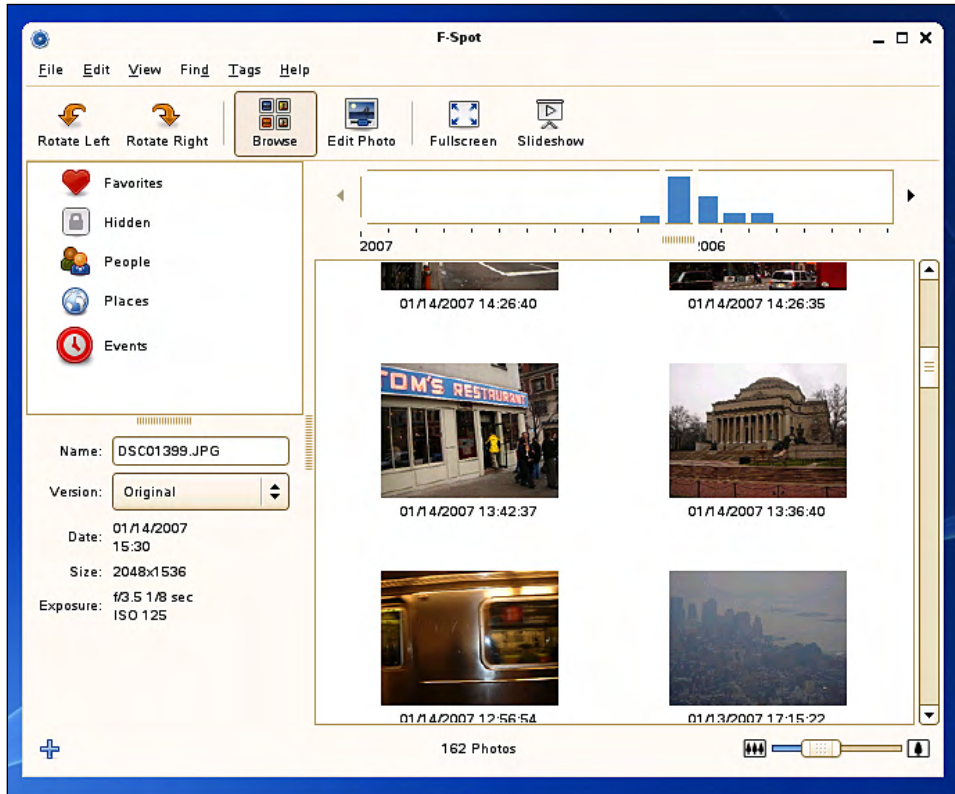 F-Spot
File Edit View Find Tags Help
Rotate Left Rotate Right Browse Edit Photo Fullscreen Slideshow
Favorites
Hidden
People
Places
Events
Name: DSC01399.JPG
Version: Original
Date: 01/14/2007
15:30
Size: 2048x1536
Exposure: f/3.5 1/8 sec
ISO 125
2007 2006
01/14/2007 14:26:40 01/14/2007 14:26:35
TOM'S RESTAURANT
01/14/2007 13:42:37 01/14/2007 13:36:40
01/14/2007 12:56:54 01/13/2007 17:15:22
162 Photos